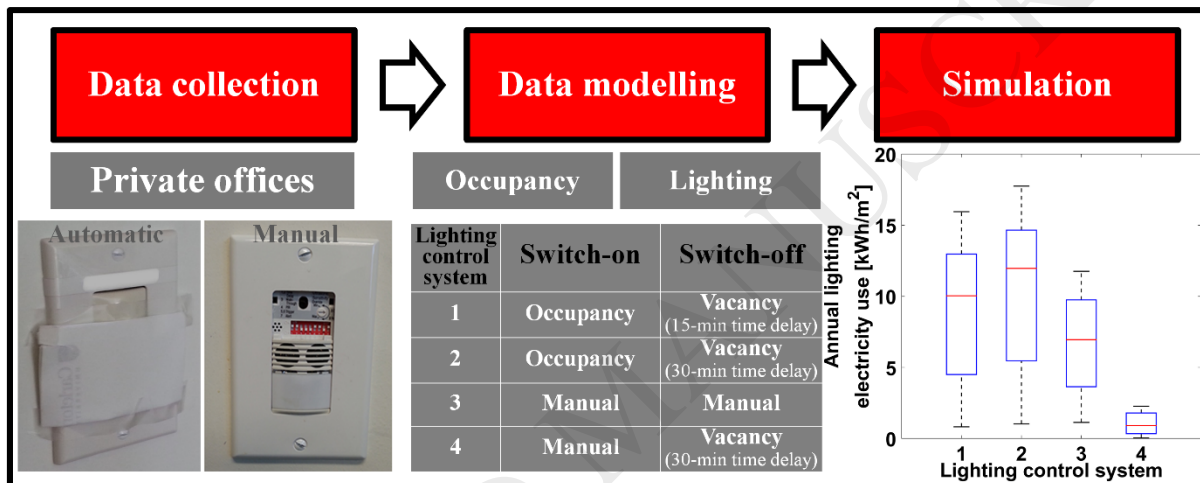 Data collection
Data modelling
Simulation
Private offices
Automatic
Manual
Occupancy
Lighting
Lighting
control
system
Switch-on
Switch-off
1
Occupancy
Vacancy
(15-min time delay)
2
Occupancy
Vacancy
(30-min time delay)
3
Manual
Manual
4
Manual
Vacancy
(30-min time delay)
Annual lighting
electricity use [kWh/m²]
20
15
10
5
0
1 2 3 4
Lighting control system